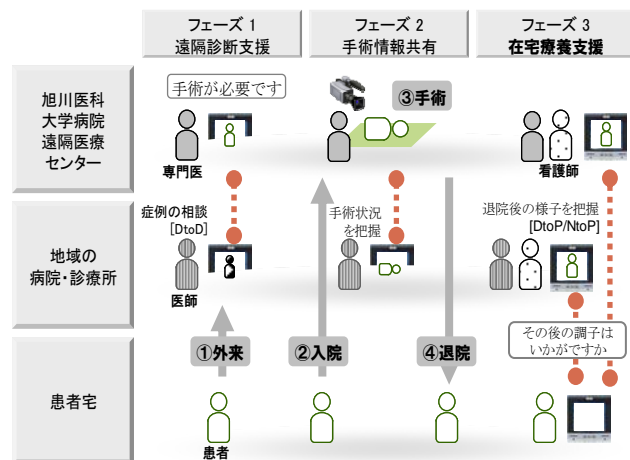 フェーズ 1
遠隔診断支援
フェーズ 2
手術情報共有
フェーズ 3
在宅療養支援
旭川医科
大学病院
遠隔医療
センター
手術が必要です
専門医
③手術
看護師
地域の
病院・診療所
症例の相談
[DtoD]
医師
手術状況
を把握
退院後の様子を把握
[DtoP/NtoP]
①外来
②入院
④退院
その後の調子は
いかがですか
患者宅
患者